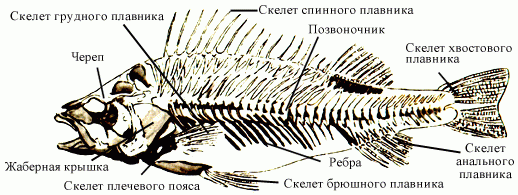 Скелет спинного плавника
Скелет грудного плавника
Позвоночник
Скелет хвостового
плавника
Череп
Скелет
анального
плавника
Ребра
Жаберная крышка
Скелет плечевого пояса
Скелет брюшного плавника